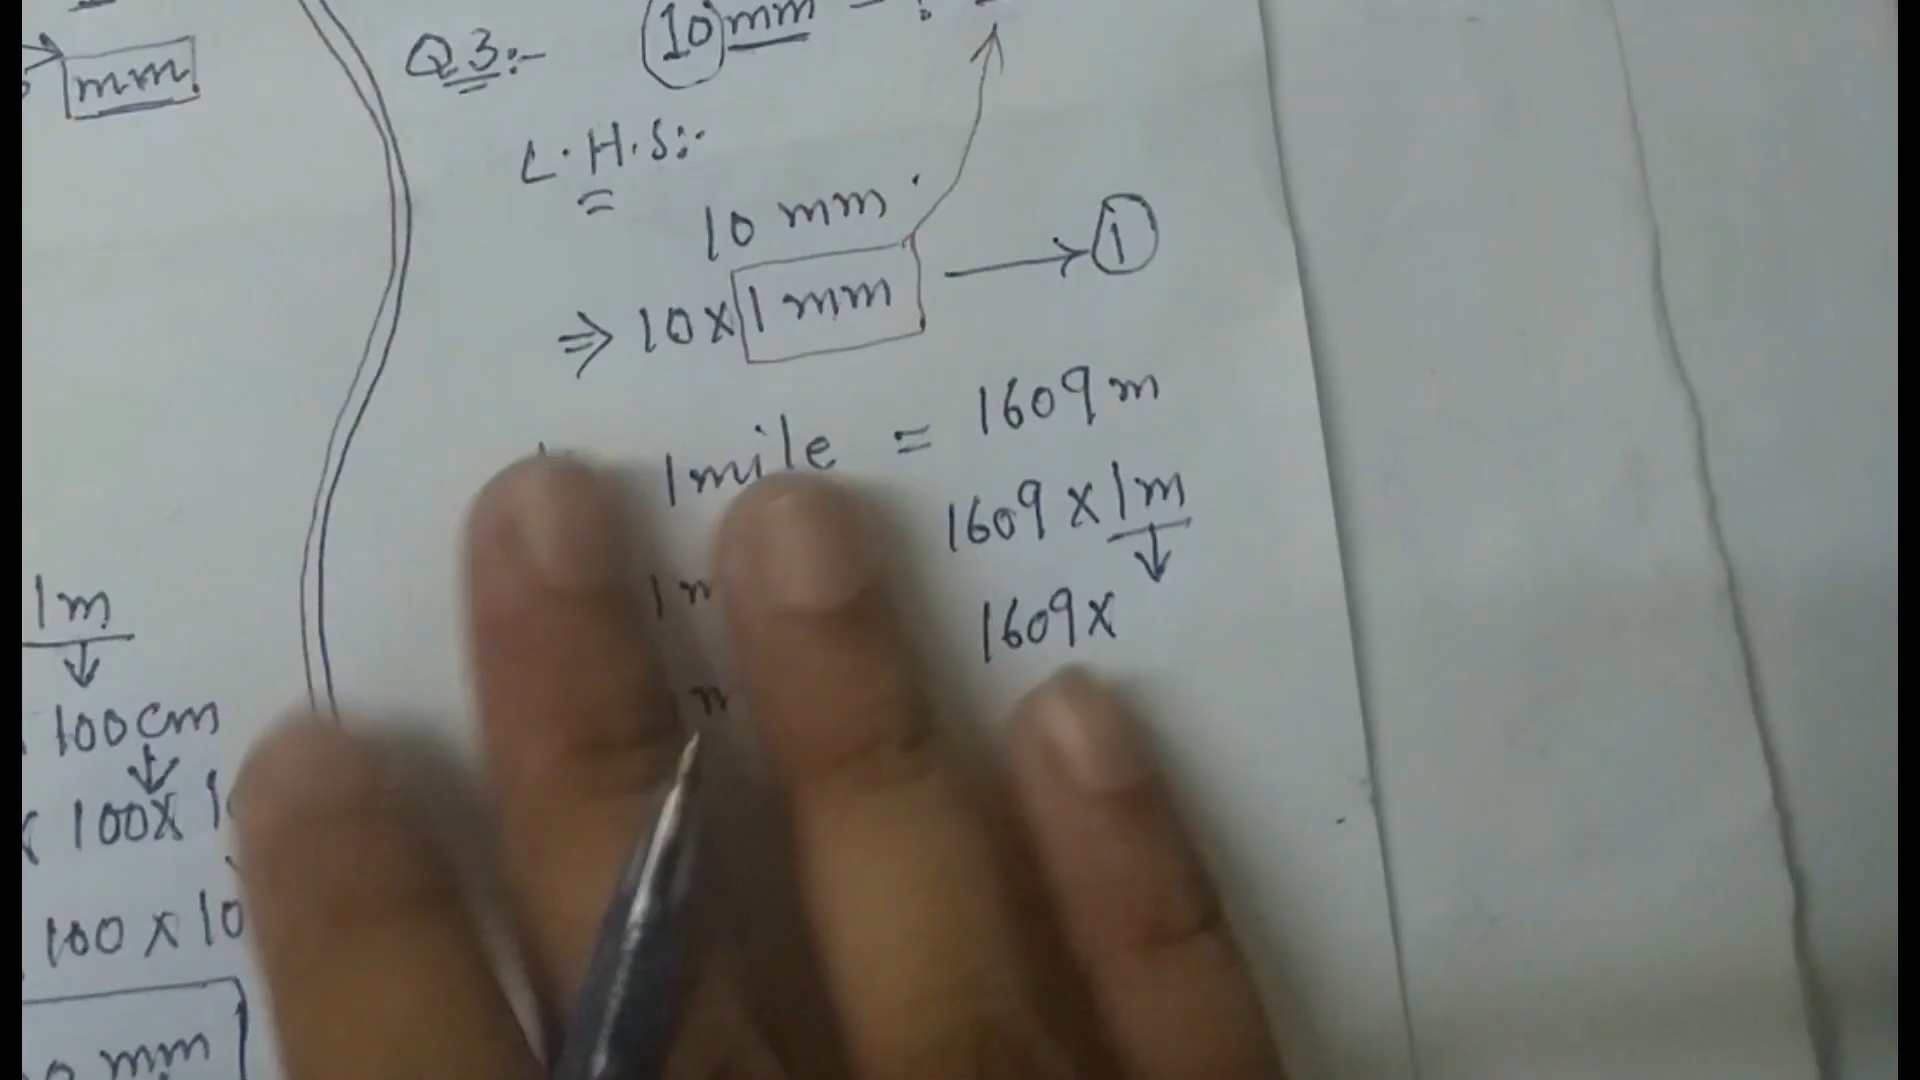 mm
1m
100cm
100X
100 X 10
mm
Q3:- 10 mm
L.H.S:-
10 mm.
⇒ 10 X 1 mm → 1
1mile = 1609 m
1609 X 1m
1609 X